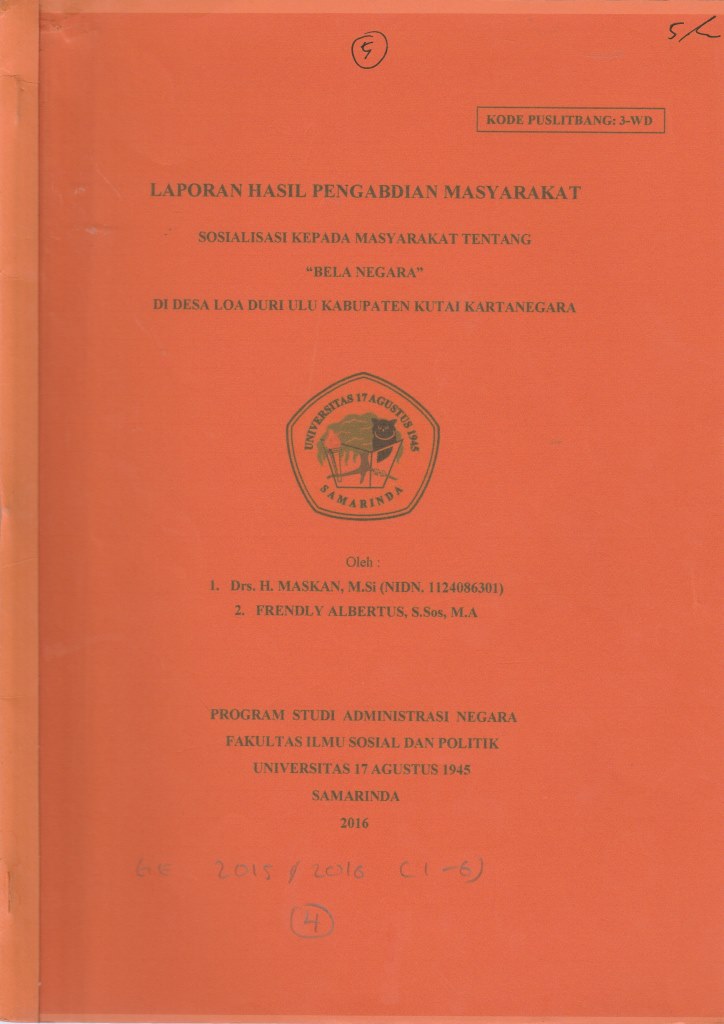 5
5/
KODE PUSLITBANG: 3-WD
LAPORAN HASIL PENGABDIAN MASYARAKAT
SOSIALISASI KEPADA MASYARAKAT TENTANG
“BELA NEGARA”
DI DESA LOA DURI ULU KABUPATEN KUTAI KARTANEGARA
UNIVERSITAS 17 AGUSTUS 1945
SAMARINDA
Oleh :
1. Drs. H. MASKAN, M.Si (NIDN. 1124086301)
2. FRENDLY ALBERTUS, S.Sos, M.A
PROGRAM STUDI ADMINISTRASI NEGARA
FAKULTAS ILMU SOSIAL DAN POLITIK
UNIVERSITAS 17 AGUSTUS 1945
SAMARINDA
2016
2015 / 2016 (1-6)
4